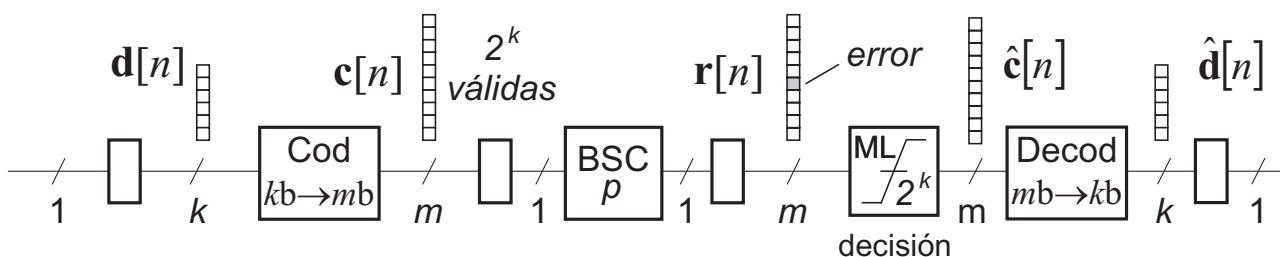 d[n]
c[n]
2^k
válidas
r[n]
error
ĉ[n]
d̂[n]
Cod
kb→mb
BSC
p
ML
2^k
Decod
mb→kb
1
k
m
1
1
m
m
k
1
decisión